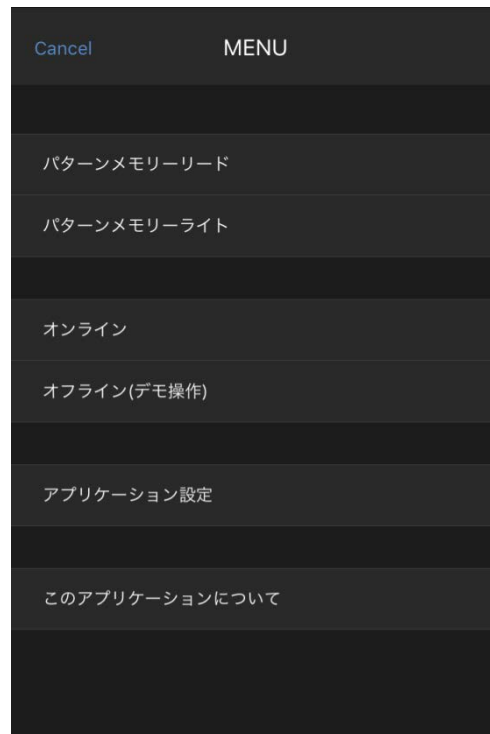 Cancel MENU
パターンメモリーリード
パターンメモリーライト
オンライン
オフライン(デモ操作)
アプリケーション設定
このアプリケーションについて